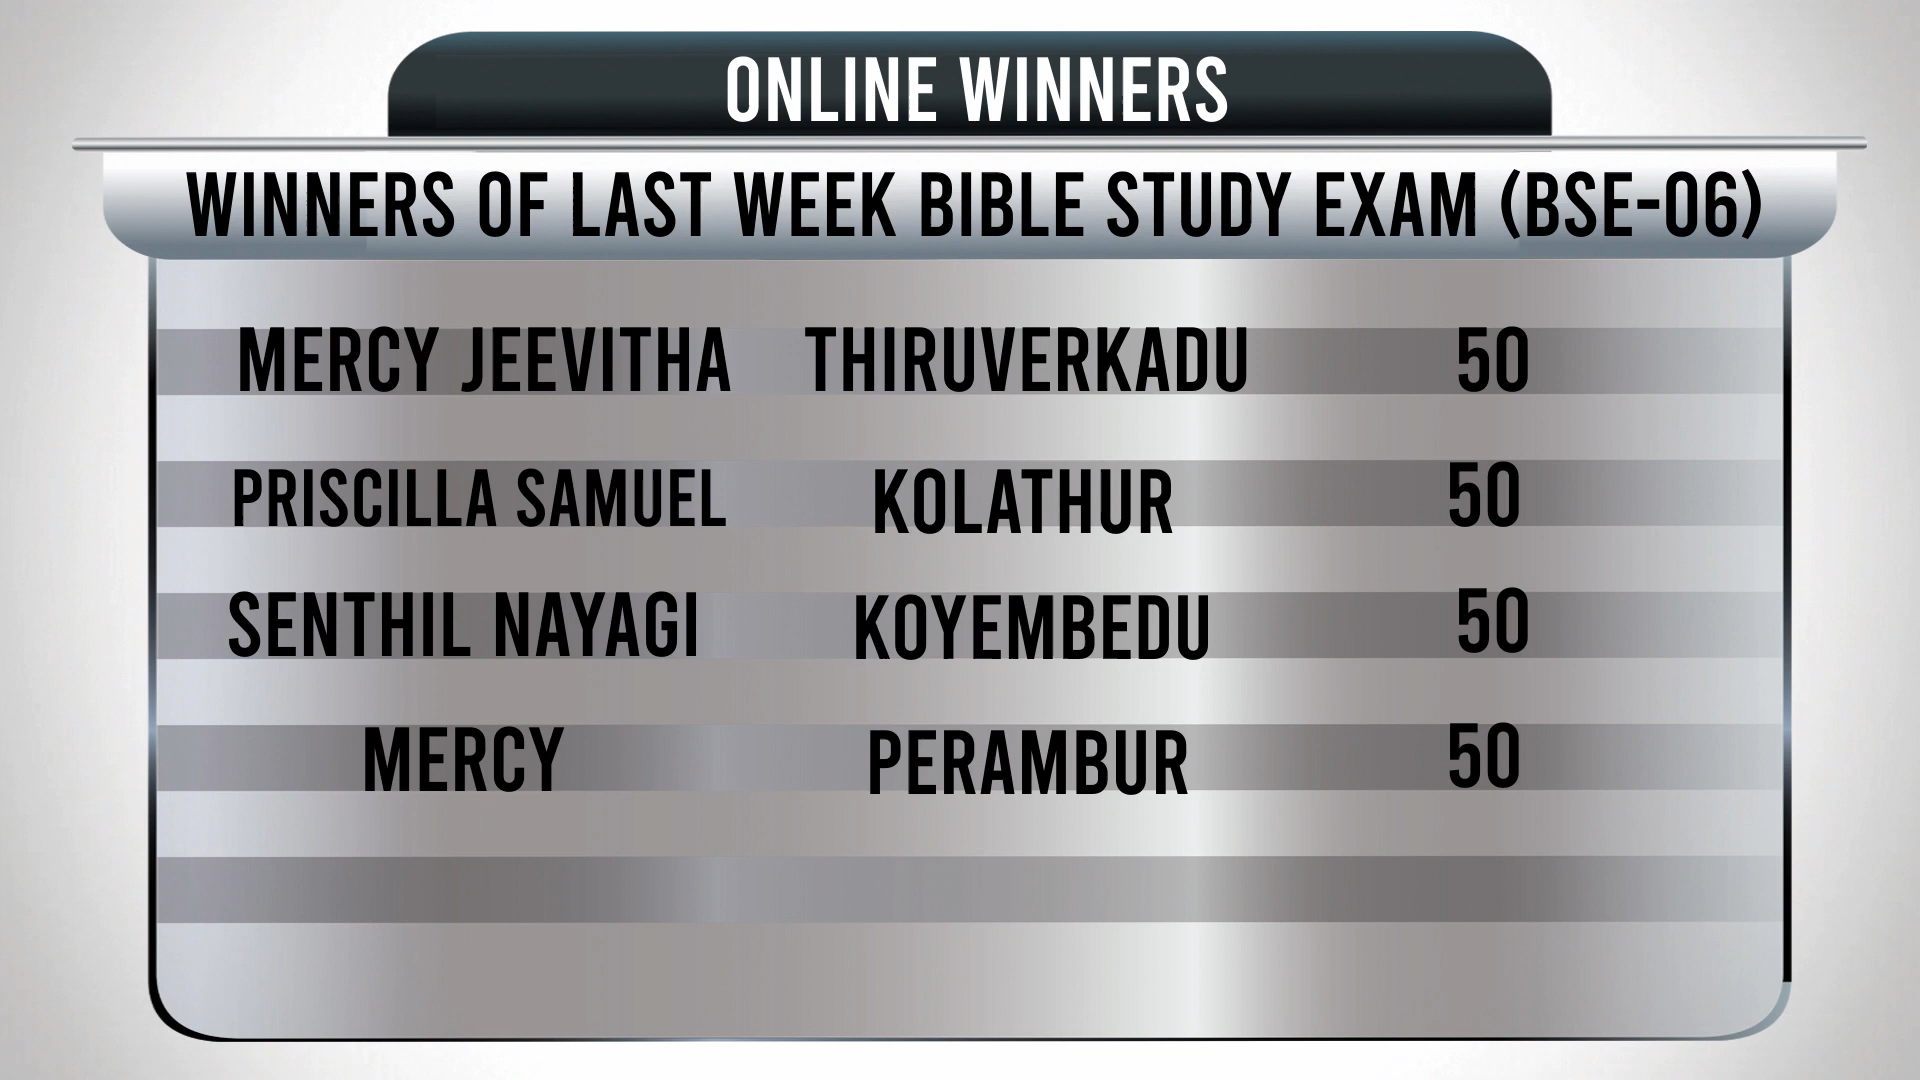 ONLINE WINNERS
WINNERS OF LAST WEEK BIBLE STUDY EXAM (BSE-06)
MERCY JEEVITHA THIRUVERKADU 50
PRISCILLA SAMUEL KOLATHUR 50
SENTHIL NAYAGI KOYEMBEDU 50
MERCY PERAMBUR 50